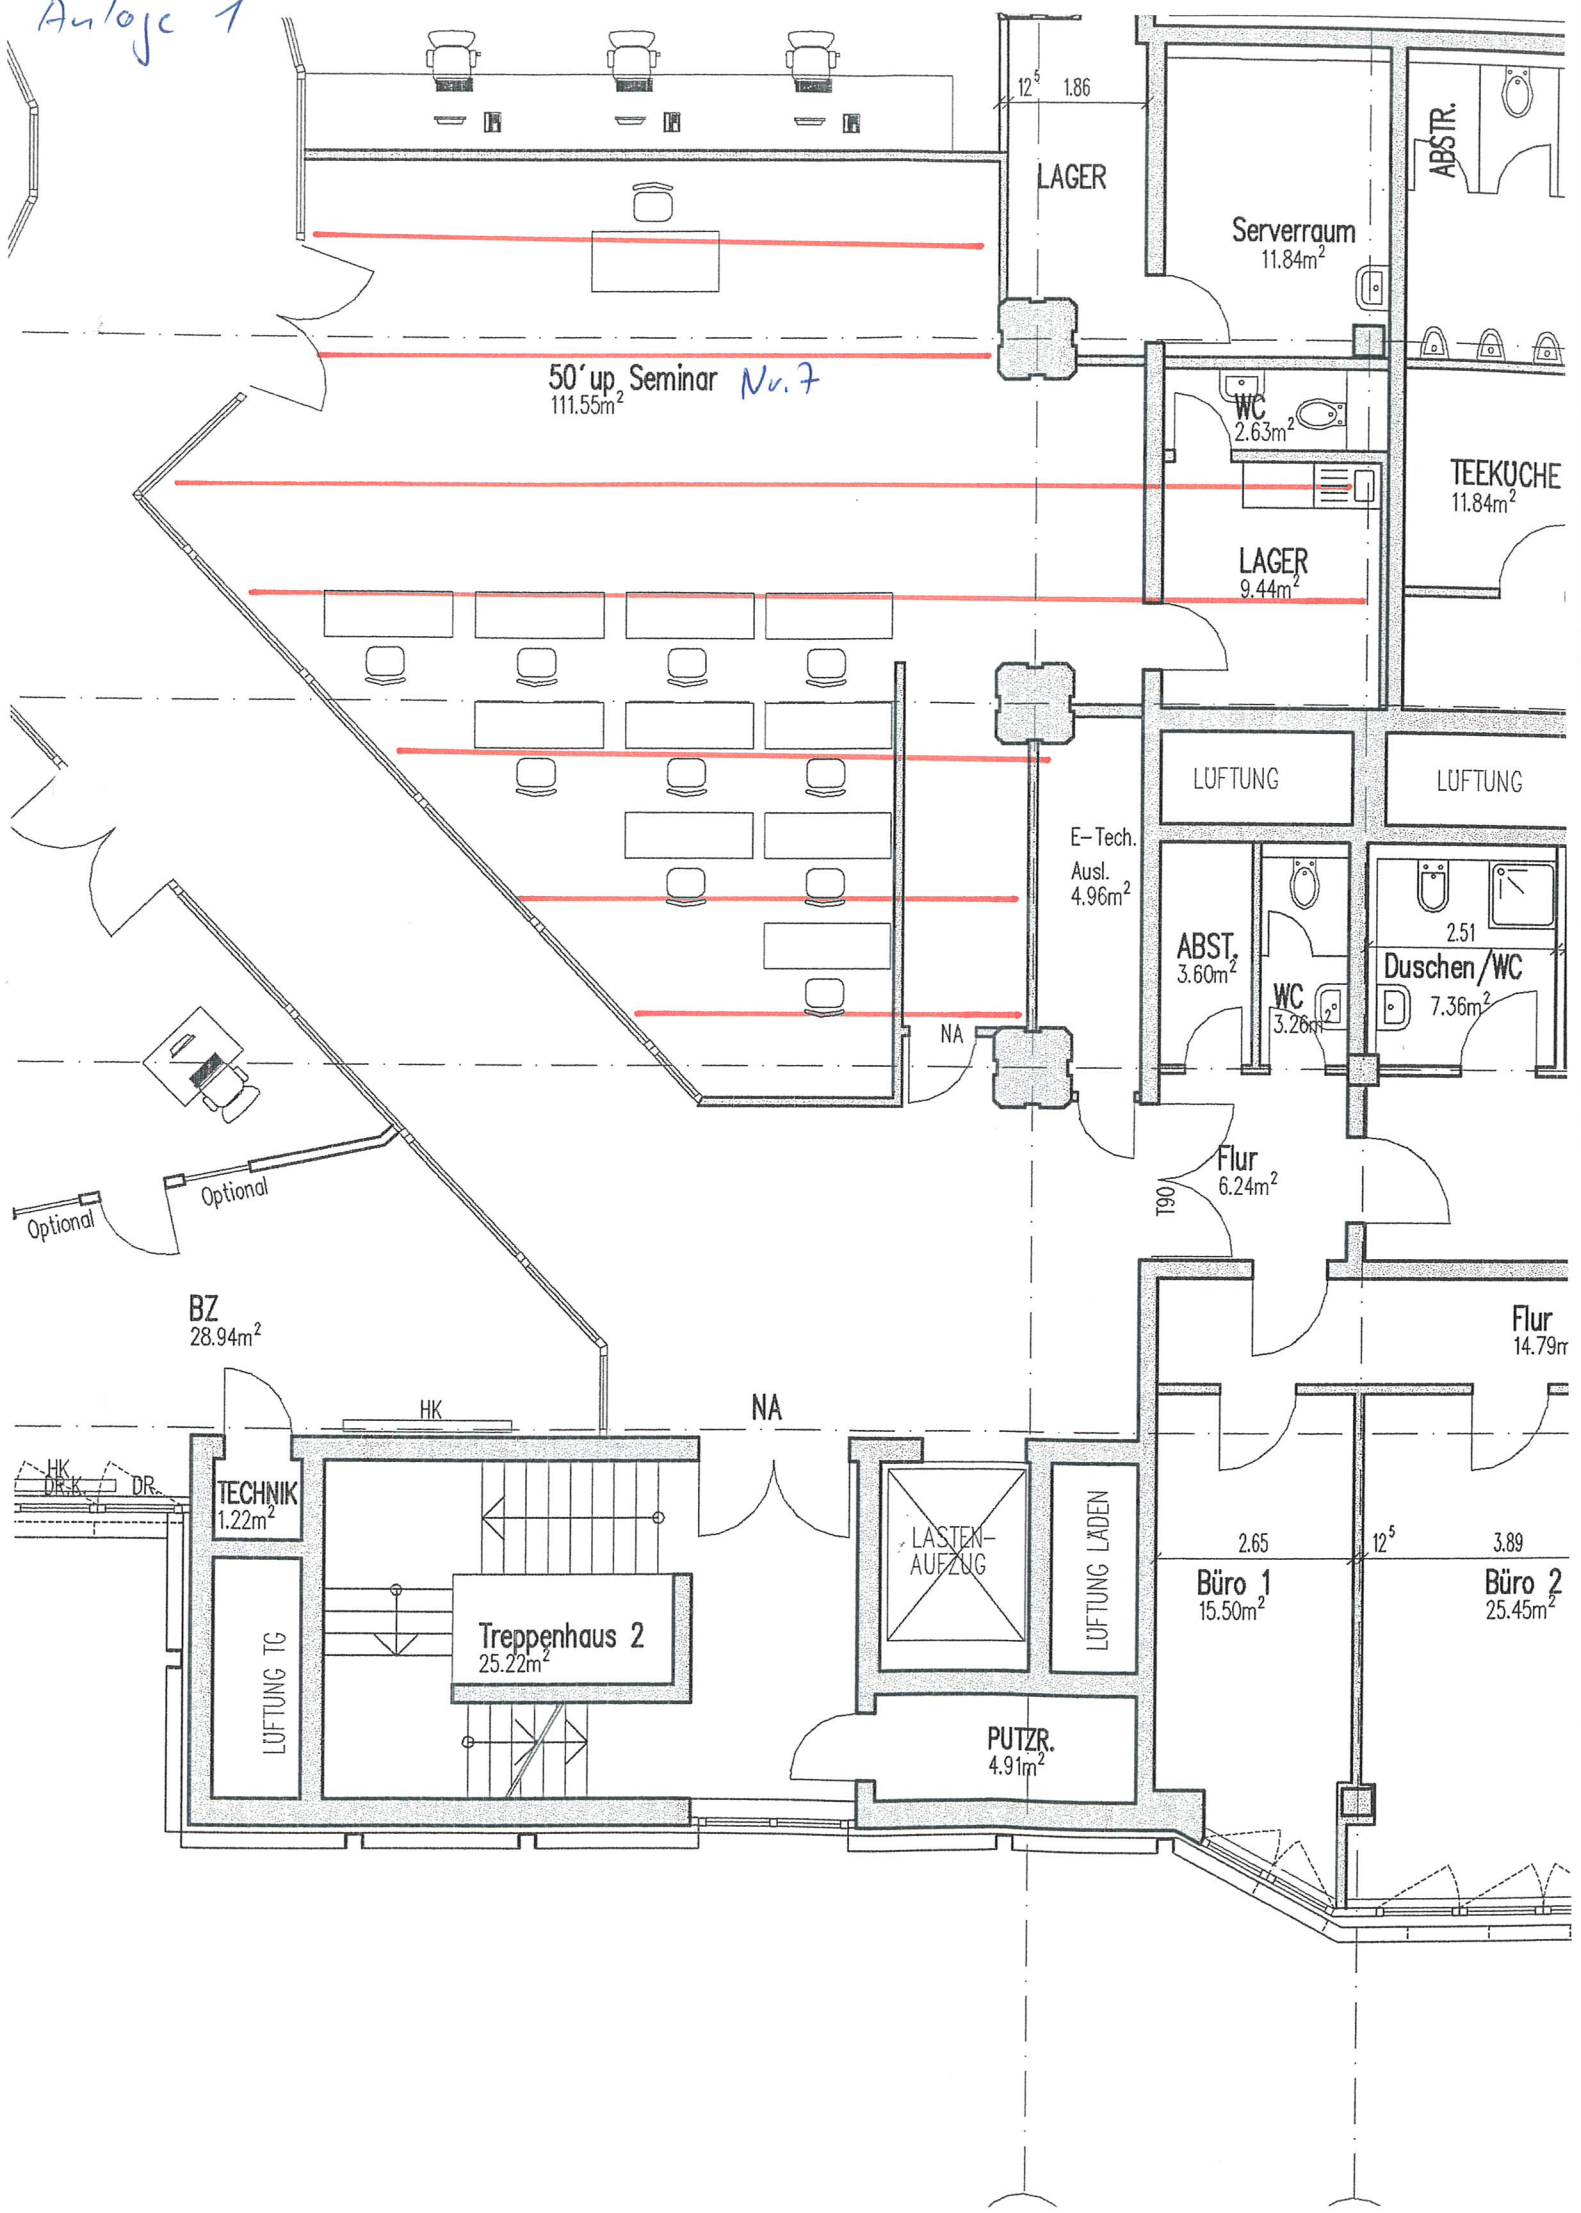 Anlage 1
12⁵ 1.86
LAGER
ABSTR.
Serverraum
11.84m²
50´up Seminar Nr. 7
111.55m²
WC
2.63m²
TEEKÜCHE
11.84m²
LAGER
9.44m²
LÜFTUNG
LÜFTUNG
E-Tech.
Ausl.
4.96m²
ABST.
3.60m²
WC
3.26m²
2.51
Duschen/WC
7.36m²
NA
Flur
6.24m²
T90
Optional
Optional
BZ
28.94m²
Flur
14.79m
HK
NA
HK
DR.K.
DR.
TECHNIK
1.22m²
LASTEN-
AUFZUG
LÜFTUNG LÄDEN
2.65
12⁵
3.89
Büro 1
15.50m²
Büro 2
25.45m²
LÜFTUNG TG
Treppenhaus 2
25.22m²
PUTZR.
4.91m²